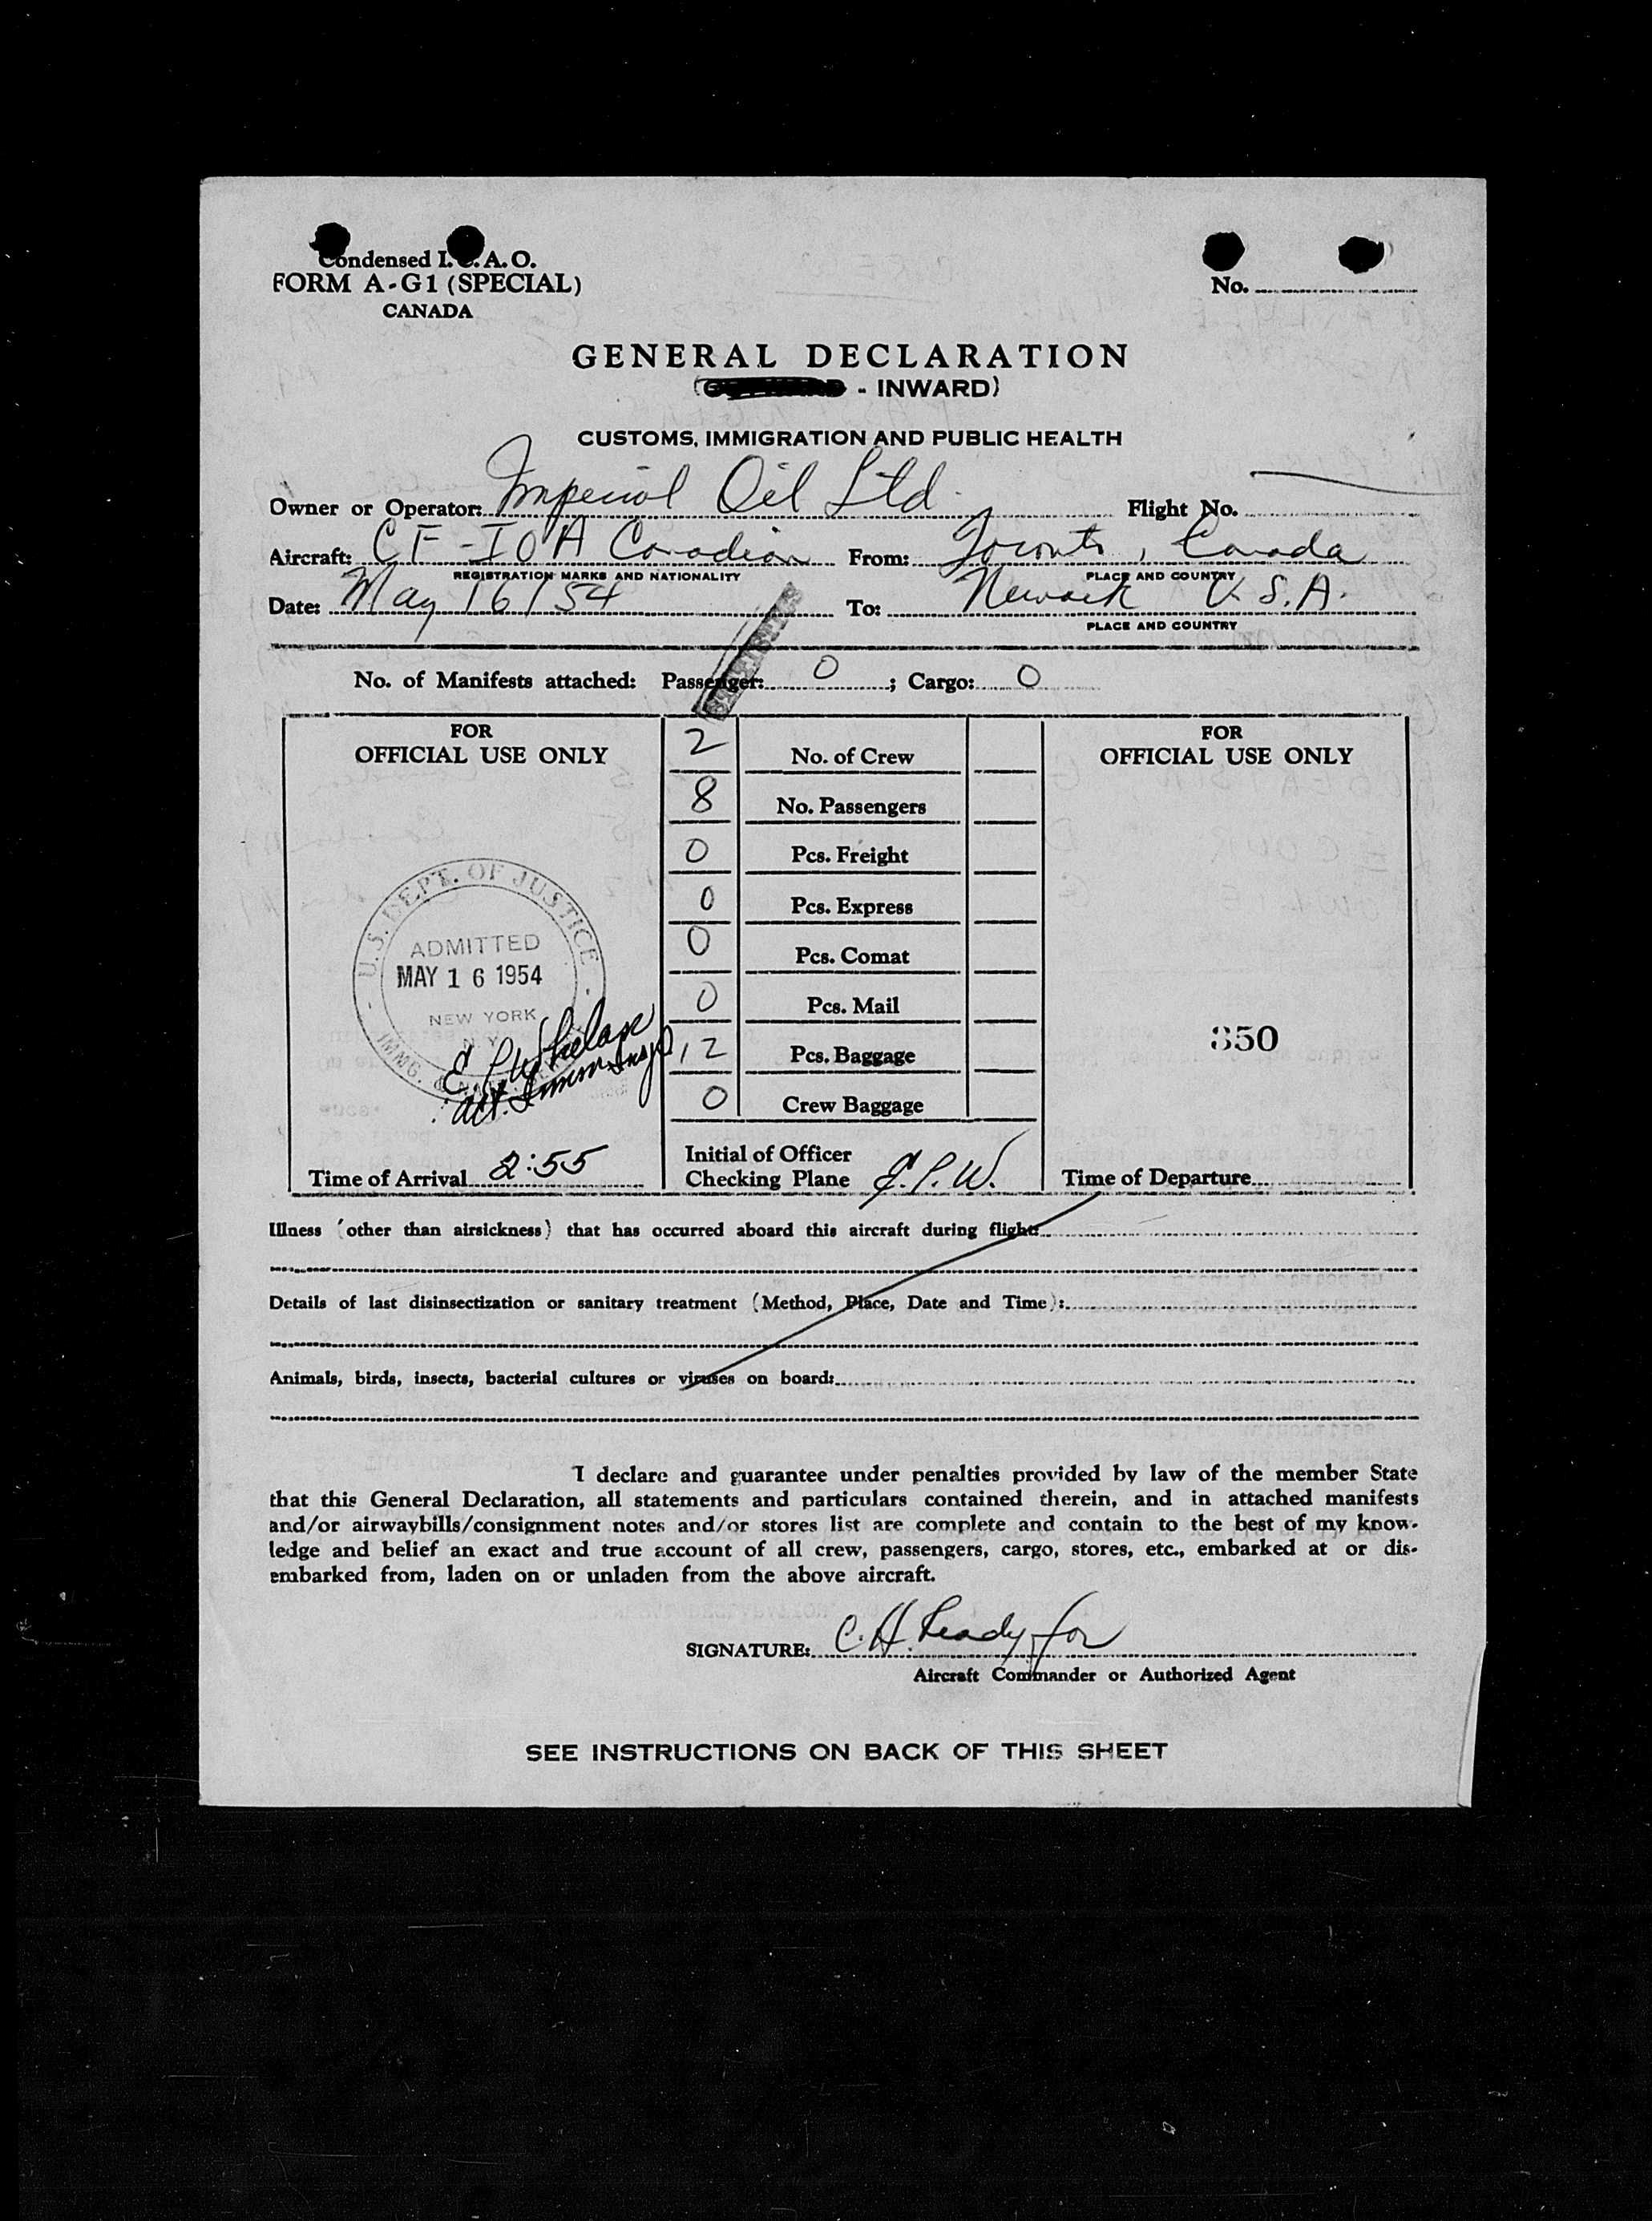 Condensed I.C.A.O.
FORM A-G1 (SPECIAL)
CANADA
No.
GENERAL DECLARATION
- INWARD)
CUSTOMS, IMMIGRATION AND PUBLIC HEALTH
Owner or Operator: Imperial Oil Ltd. Flight No.
Aircraft: CF-IOA Canadian From: Toronto, Canada
REGISTRATION MARKS AND NATIONALITY PLACE AND COUNTRY
Date: May 16/54 To: Newark U.S.A.
PLACE AND COUNTRY
No. of Manifests attached: Passenger: 0; Cargo: 0
FOR
OFFICIAL USE ONLY
U.S. DEPT. OF JUSTICE
ADMITTED
MAY 16 1954
NEW YORK
N.Y.
IMMG. &
E. P. Whelan
act. Immn Insp
Time of Arrival 2:55
2 No. of Crew
8 No. Passengers
0 Pcs. Freight
0 Pcs. Express
0 Pcs. Comat
0 Pcs. Mail
12 Pcs. Baggage
0 Crew Baggage
Initial of Officer
Checking Plane E.P.W.
FOR
OFFICIAL USE ONLY
350
Time of Departure
Illness (other than airsickness) that has occurred aboard this aircraft during flight:
Details of last disinsectization or sanitary treatment (Method, Place, Date and Time):
Animals, birds, insects, bacterial cultures or viruses on board:
I declare and guarantee under penalties provided by law of the member State
that this General Declaration, all statements and particulars contained therein, and in attached manifests
and/or airwaybills/consignment notes and/or stores list are complete and contain to the best of my know-
ledge and belief an exact and true account of all crew, passengers, cargo, stores, etc., embarked at or dis-
embarked from, laden on or unladen from the above aircraft.
SIGNATURE: C. H. Ready for
Aircraft Commander or Authorized Agent
SEE INSTRUCTIONS ON BACK OF THIS SHEET